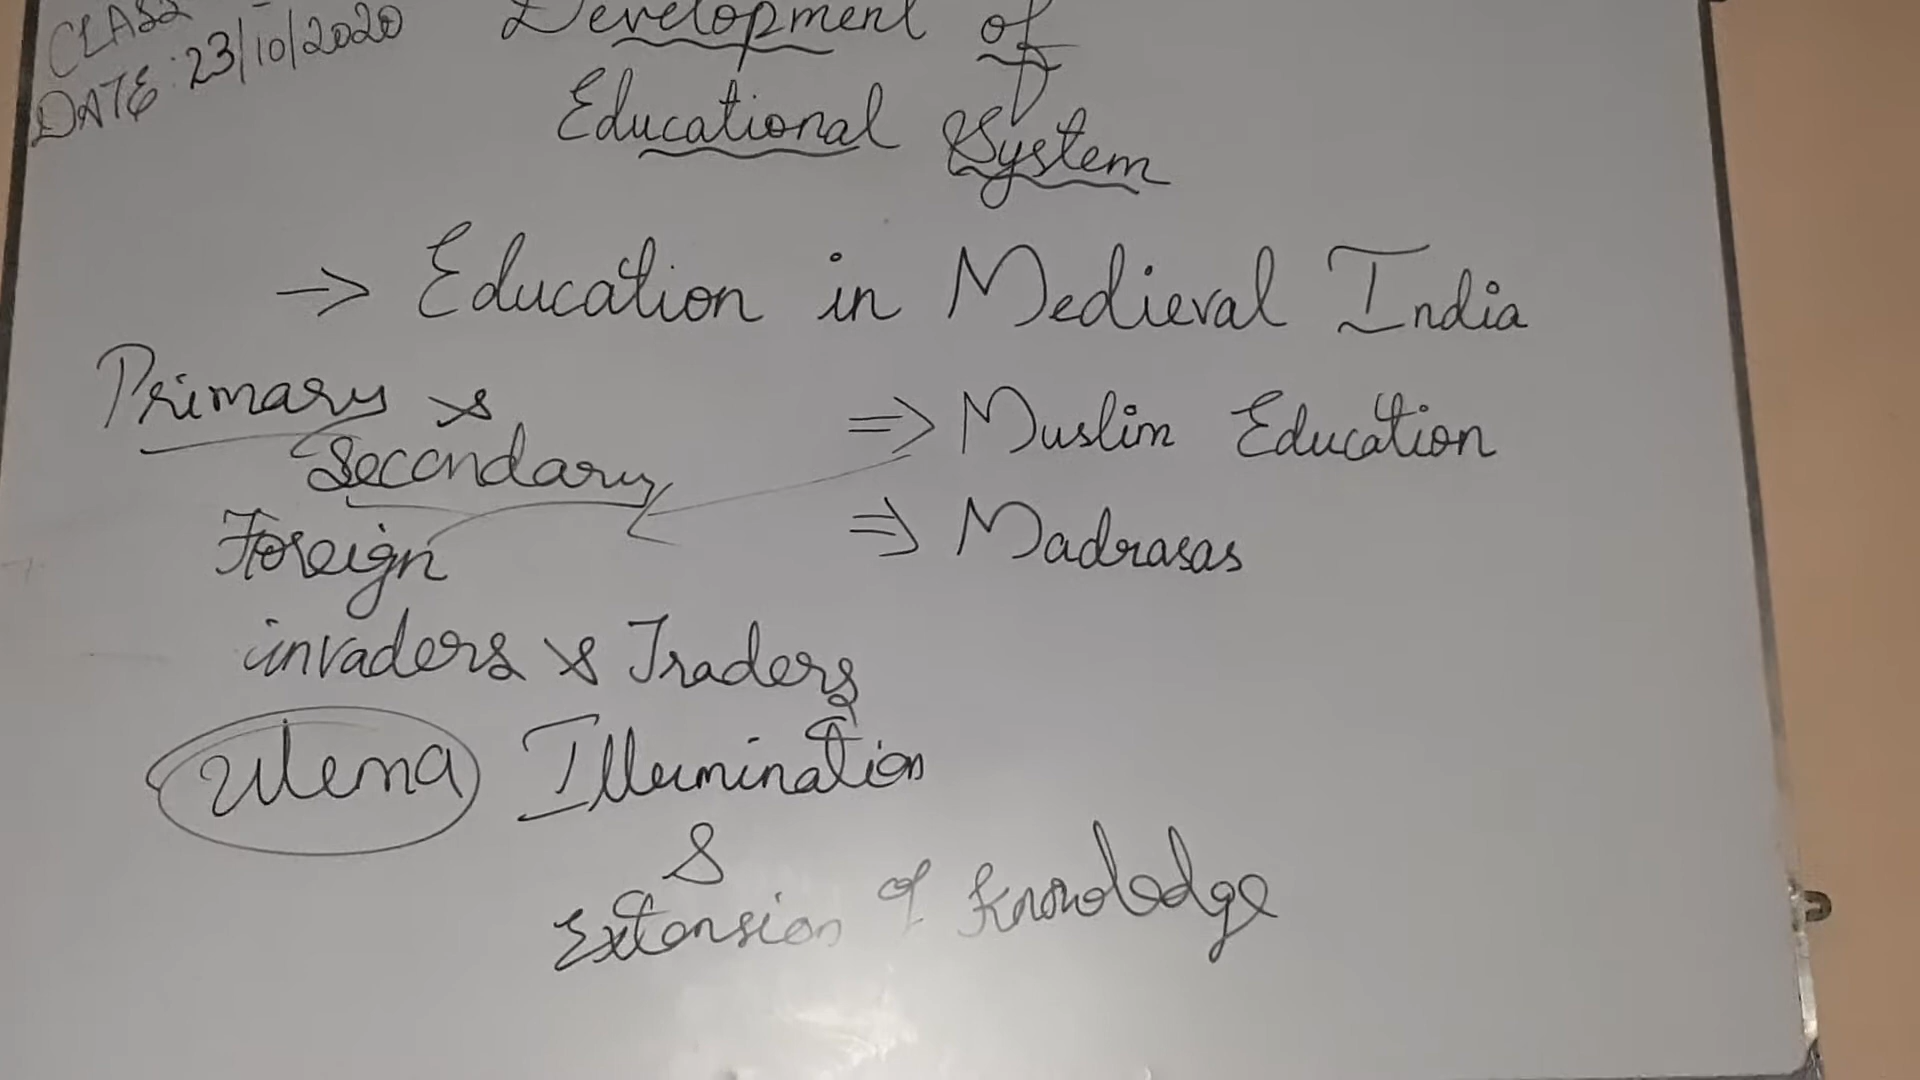 CLASS
DATE: 23/10/2020
Development of
Educational System
→ Education in Medieval India
Primary &
Secondary
⇒ Muslim Education
⇒ Madrasas
Foreign
invaders & Traders
Ulema Illumination
&
Extension of knowledge